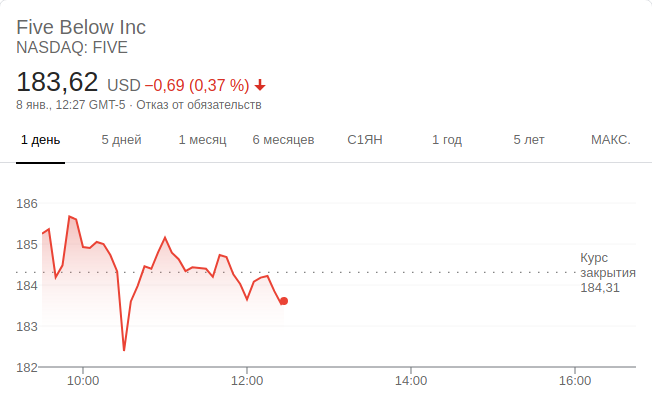 Five Below Inc
NASDAQ: FIVE
183,62 USD −0,69 (0,37 %)
8 янв., 12:27 GMT-5 · Отказ от обязательств
1 день 5 дней 1 месяц 6 месяцев С1ЯН 1 год 5 лет МАКС.
186
185
Курс
закрытия
184,31
184
183
182
10:00 12:00 14:00 16:00